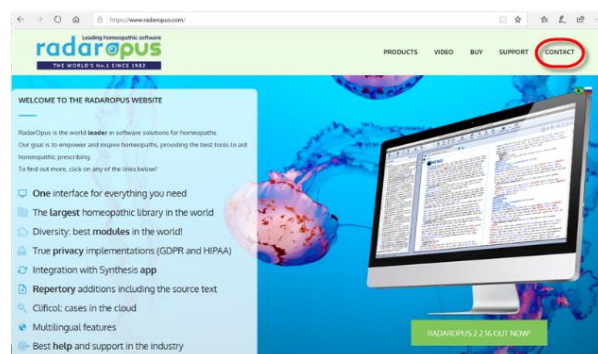 https://www.radaropus.com/
Leading homeopathic software
radaropus
THE WORLD'S No.1 SINCE 1982
PRODUCTS VIDEO BUY SUPPORT CONTACT
WELCOME TO THE RADAROPUS WEBSITE
RadarOpus is the world leader in software solutions for homeopaths.
Our goal is to empower and inspire homeopaths, providing the best tools to aid
homeopathic prescribing.
To find out more, click on any of the links below!
One interface for everything you need
The largest homeopathic library in the world
Diversity: best modules in the world!
True privacy implementations (GDPR and HIPAA)
Integration with Synthesis app
Repertory additions including the source text
Clificol: cases in the cloud
Multilingual features
Best help and support in the industry
RADAROPUS 2.2.16 OUT NOW!